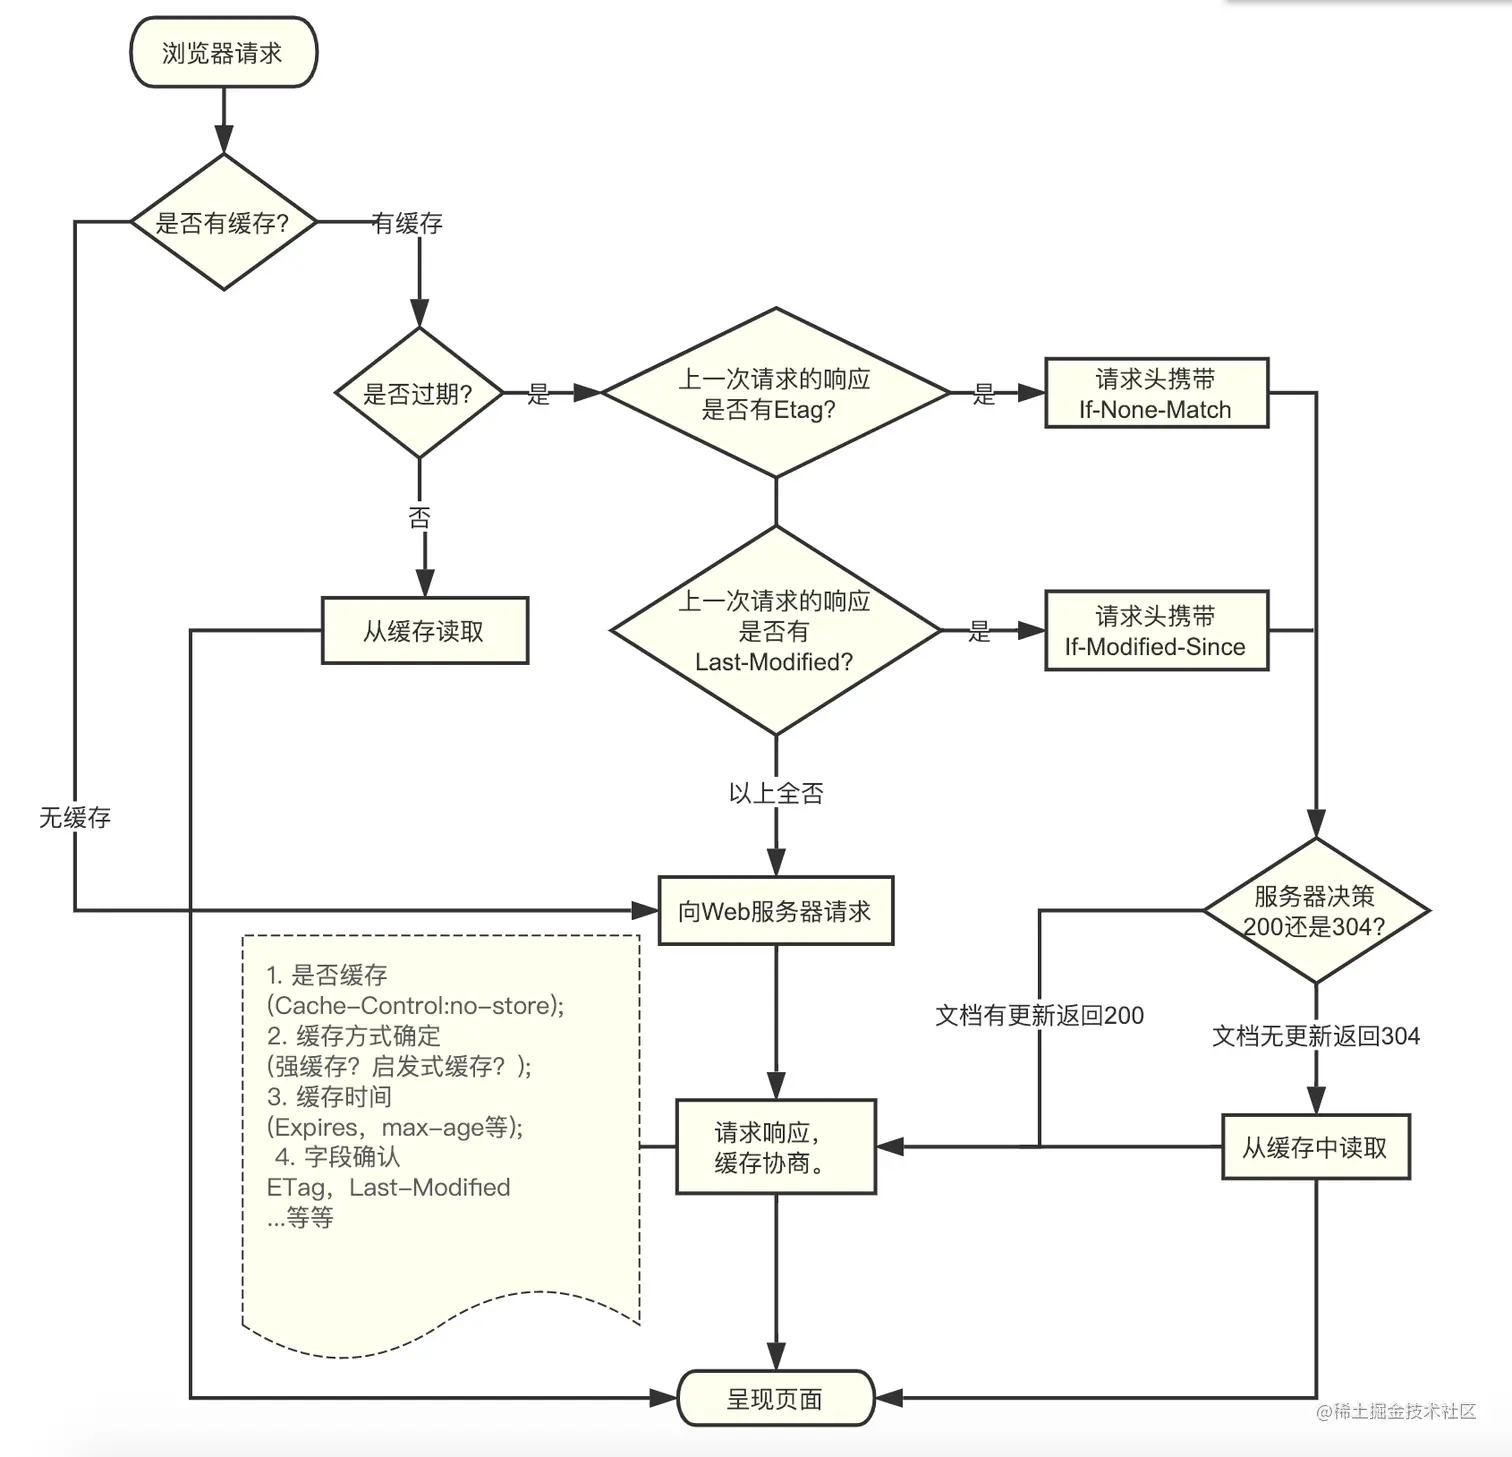 浏览器请求
是否有缓存?
有缓存
是否过期?
是
上一次请求的响应
是否有Etag?
是
请求头携带
If-None-Match
否
从缓存读取
上一次请求的响应
是否有
Last-Modified?
是
请求头携带
If-Modified-Since
以上全否
无缓存
向Web服务器请求
服务器决策
200还是304?
1. 是否缓存
(Cache-Control:no-store);
2. 缓存方式确定
(强缓存？启发式缓存？);
3. 缓存时间
(Expires，max-age等);
4. 字段确认
ETag，Last-Modified
...等等
文档有更新返回200
文档无更新返回304
请求响应，
缓存协商。
从缓存中读取
呈现页面
@稀土掘金技术社区